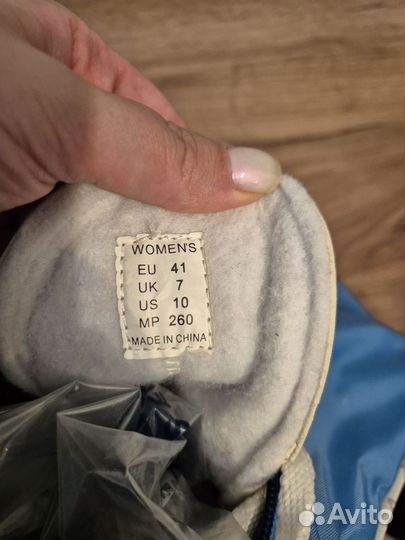 WOMEN'S
EU 41
UK 7
US 10
MP 260
MADE IN CHINA
Avito